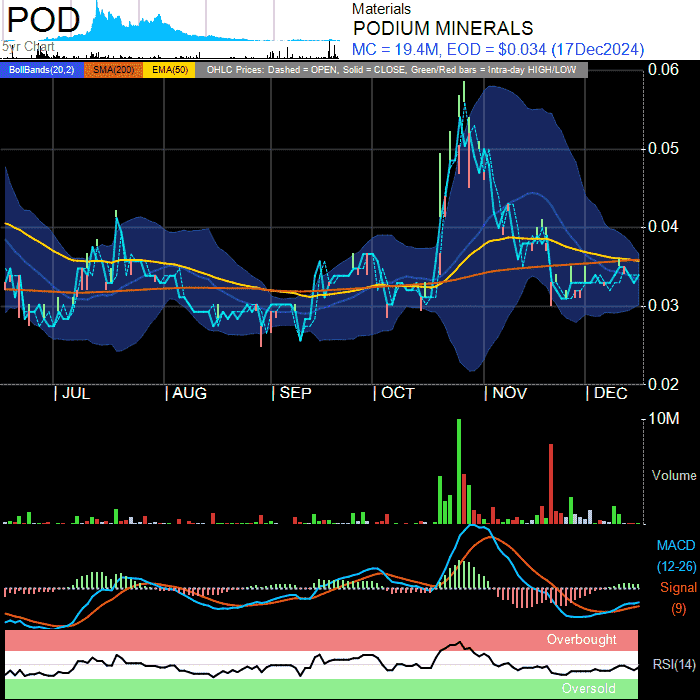 POD
5yr Chart
Materials
PODIUM MINERALS
MC = 19.4M, EOD = $0.034 (17Dec2024)
BollBands(20,2) SMA(200) EMA(50) OHLC Prices: Dashed = OPEN, Solid = CLOSE, Green/Red bars = Intra-day HIGH/LOW
0.06
0.05
0.04
0.03
0.02
JUL AUG SEP OCT NOV DEC
10M
Volume
MACD
(12-26)
Signal
(9)
Overbought
RSI(14)
Oversold